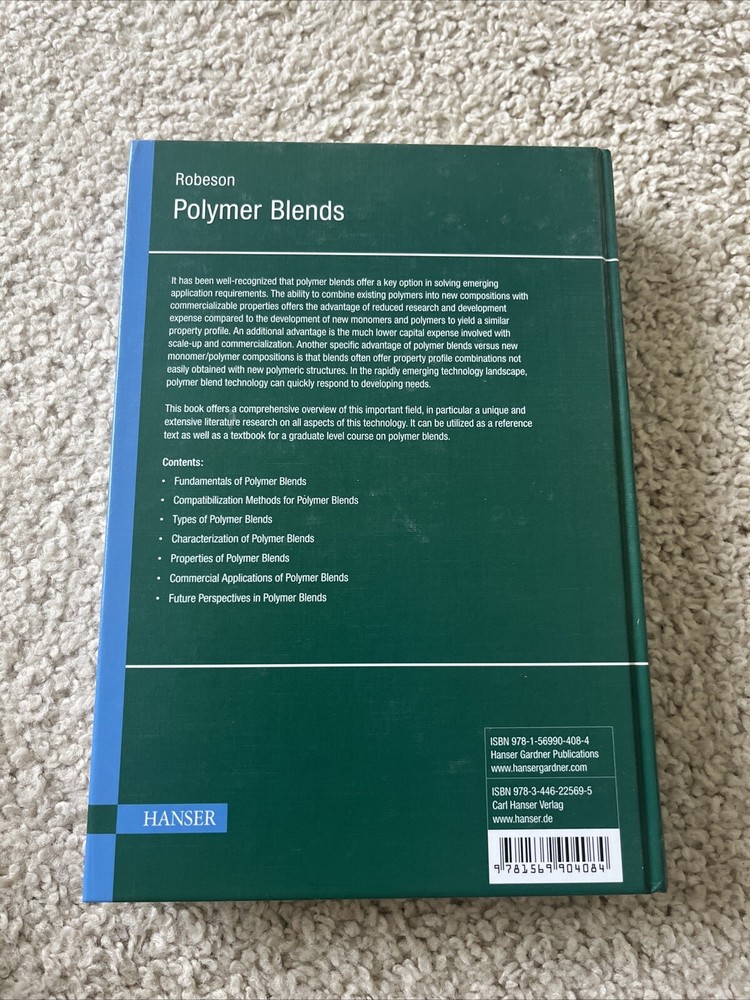 Robeson
Polymer Blends
It has been well-recognized that polymer blends offer a key option in solving emerging
application requirements. The ability to combine existing polymers into new compositions with
commercializable properties offers the advantage of reduced research and development
expense compared to the development of new monomers and polymers to yield a similar
property profile. An additional advantage is the much lower capital expense involved with
scale-up and commercialization. Another specific advantage of polymer blends versus new
monomer/polymer compositions is that blends often offer property profile combinations not
easily obtained with new polymeric structures. In the rapidly emerging technology landscape,
polymer blend technology can quickly respond to developing needs.
This book offers a comprehensive overview of this important field, in particular a unique and
extensive literature research on all aspects of this technology. It can be utilized as a reference
text as well as a textbook for a graduate level course on polymer blends.
Contents:
• Fundamentals of Polymer Blends
• Compatibilization Methods for Polymer Blends
• Types of Polymer Blends
• Characterization of Polymer Blends
• Properties of Polymer Blends
• Commercial Applications of Polymer Blends
• Future Perspectives in Polymer Blends
HANSER
ISBN 978-1-56990-408-4
Hanser Gardner Publications
www.hansergardner.com
ISBN 978-3-446-22569-5
Carl Hanser Verlag
www.hanser.de
9 781569 904084